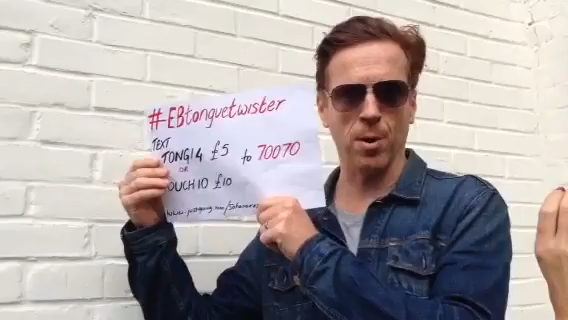 #EBtonguetwister
TEXT
TONG14 £5 to 70070
OR
OUCH10 £10